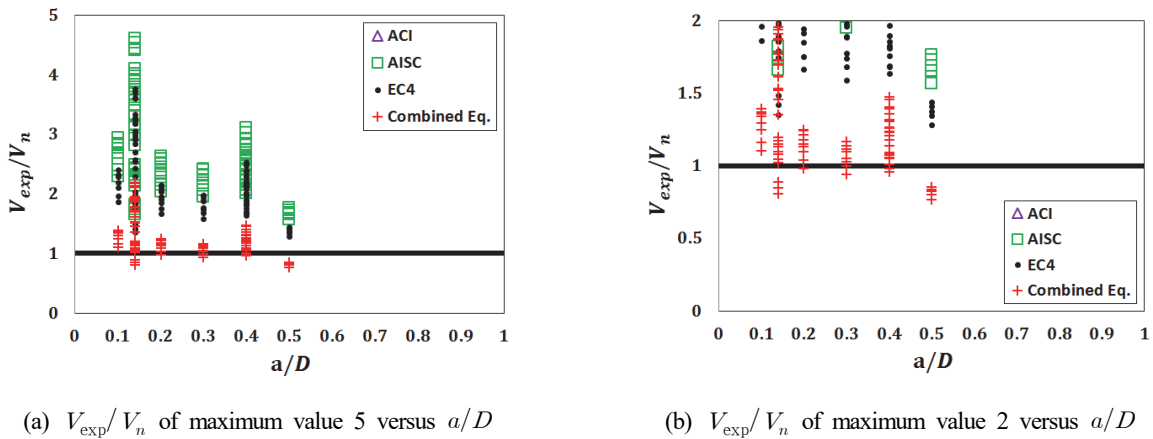 5
4
3
2
1
0
V_exp/V_n
0 0.1 0.2 0.3 0.4 0.5 0.6 0.7 0.8 0.9 1
a/D
ACI
AISC
EC4
Combined Eq.
(a) V_exp/V_n of maximum value 5 versus a/D
2
1.5
1
0.5
0
V_exp/V_n
0 0.1 0.2 0.3 0.4 0.5 0.6 0.7 0.8 0.9 1
a/D
ACI
AISC
EC4
Combined Eq.
(b) V_exp/V_n of maximum value 2 versus a/D